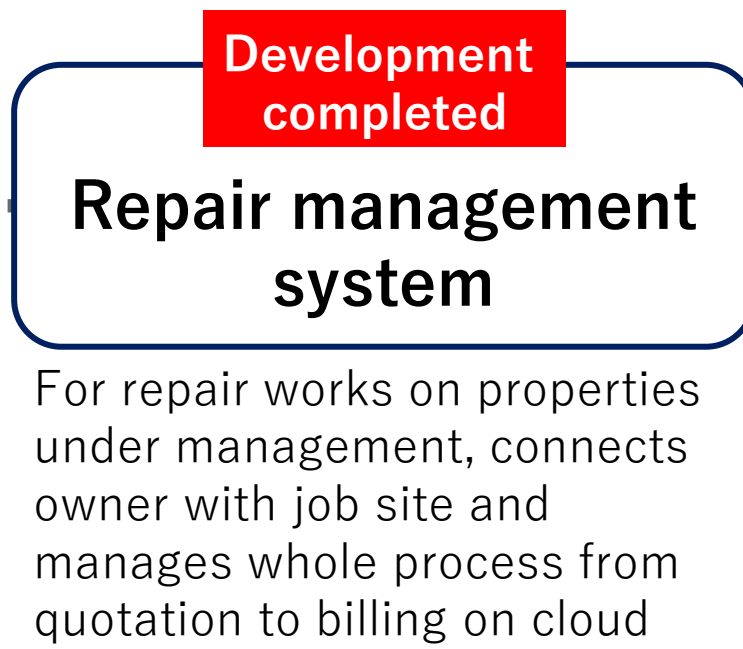 Development
completed
Repair management
system
For repair works on properties
under management, connects
owner with job site and
manages whole process from
quotation to billing on cloud